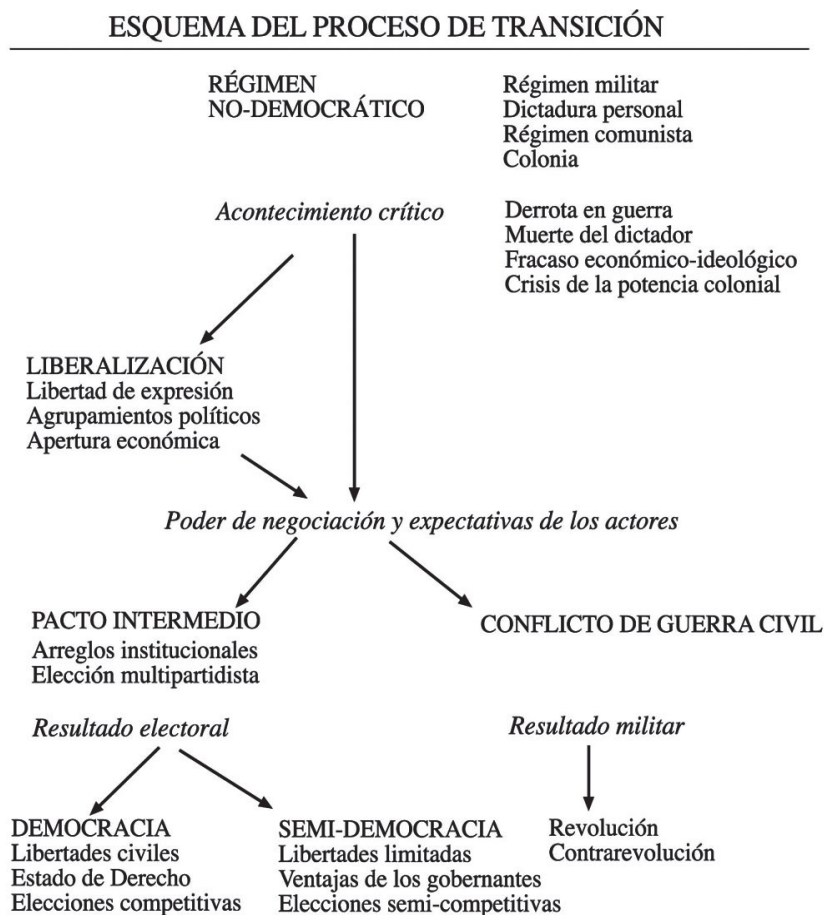 ESQUEMA DEL PROCESO DE TRANSICIÓN
RÉGIMEN
NO-DEMOCRÁTICO
Régimen militar
Dictadura personal
Régimen comunista
Colonia
Acontecimiento crítico
Derrota en guerra
Muerte del dictador
Fracaso económico-ideológico
Crisis de la potencia colonial
LIBERALIZACIÓN
Libertad de expresión
Agrupamientos políticos
Apertura económica
Poder de negociación y expectativas de los actores
PACTO INTERMEDIO
Arreglos institucionales
Elección multipartidista
CONFLICTO DE GUERRA CIVIL
Resultado electoral
Resultado militar
DEMOCRACIA
Libertades civiles
Estado de Derecho
Elecciones competitivas
SEMI-DEMOCRACIA
Libertades limitadas
Ventajas de los gobernantes
Elecciones semi-competitivas
Revolución
Contrarevolución